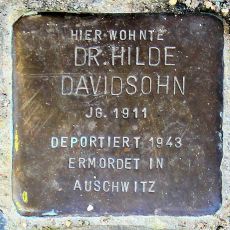 HIER WOHNTE
DR. HILDE
DAVIDSOHN
JG. 1911
DEPORTIERT 1943
ERMORDET IN
AUSCHWITZ